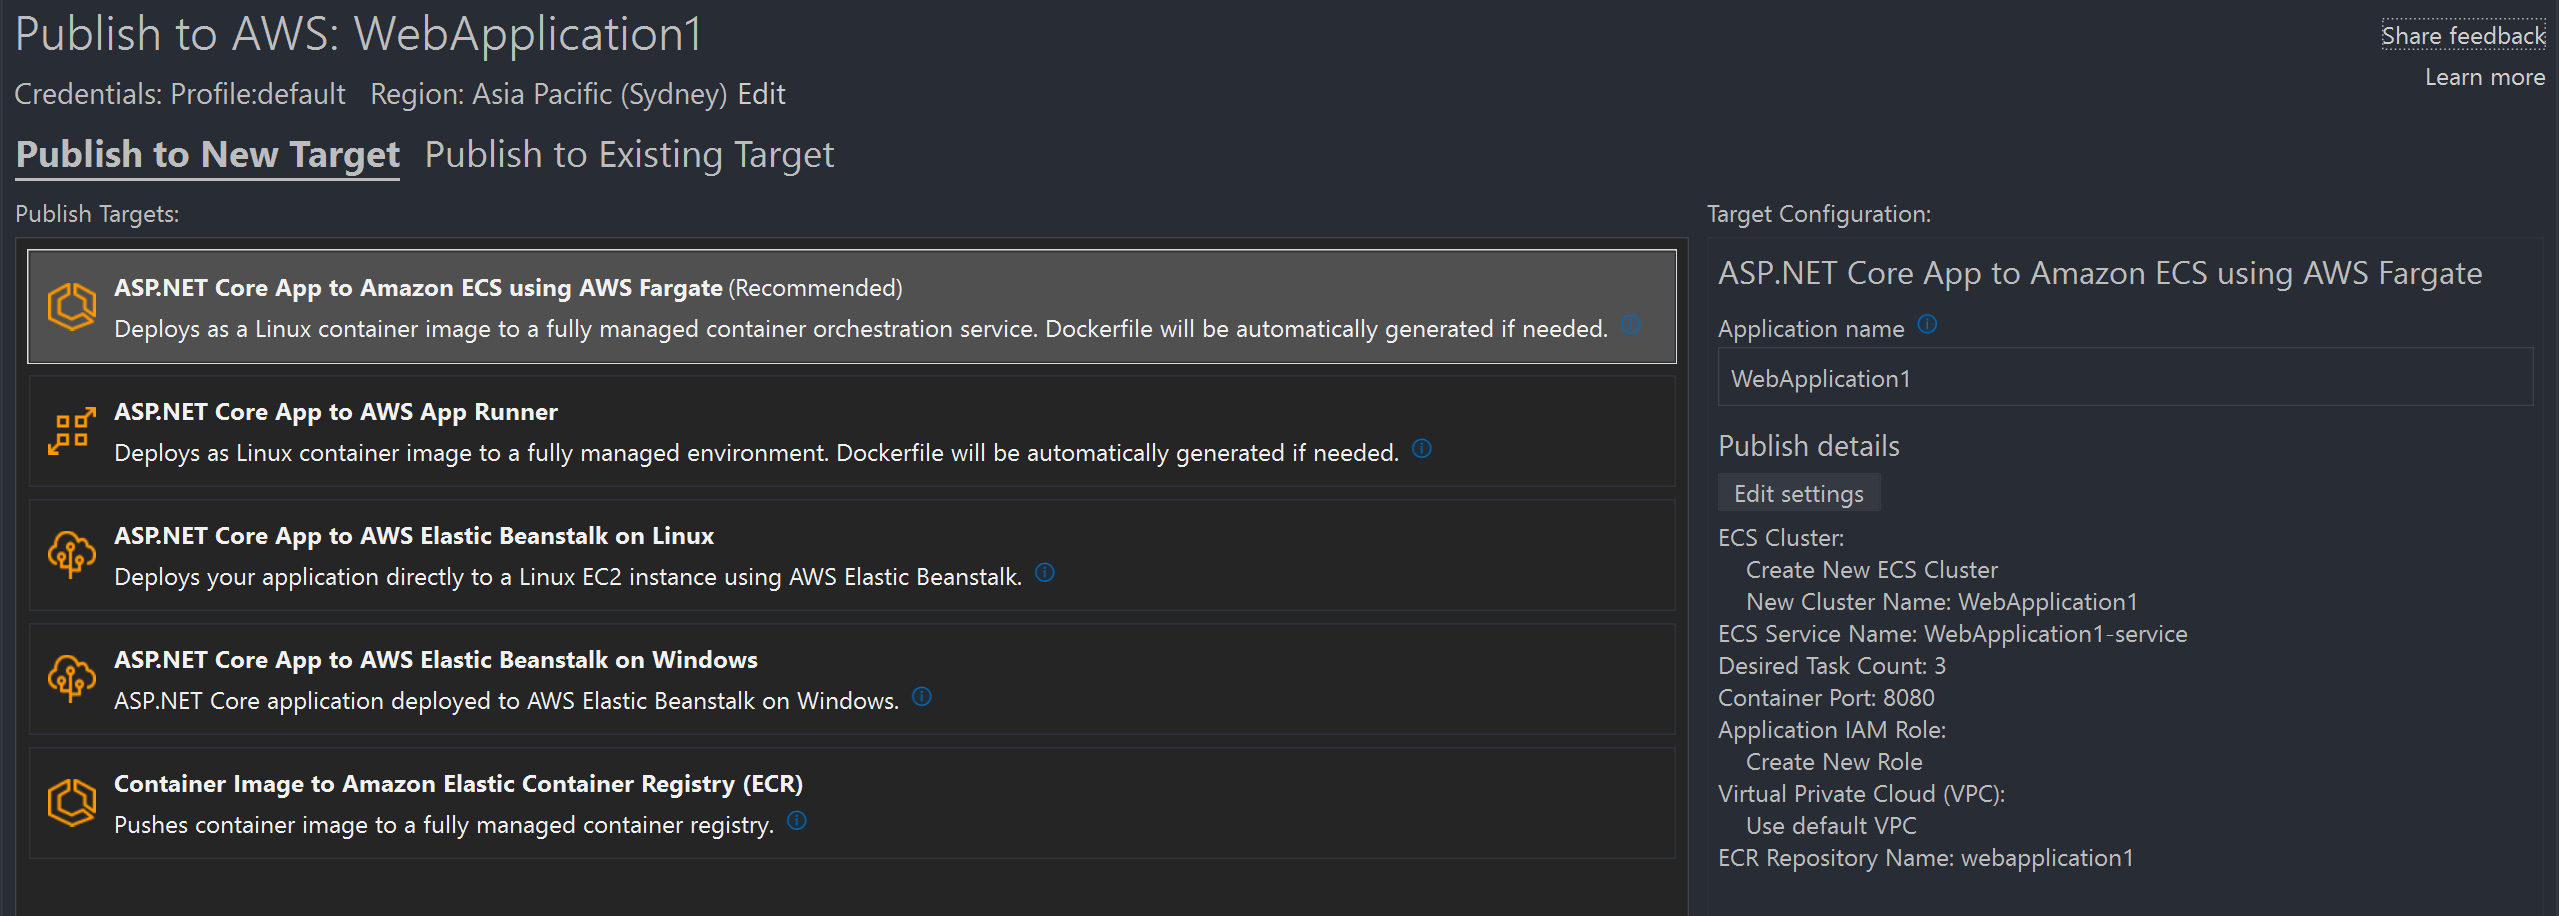 Publish to AWS: WebApplication1
Share feedback
Learn more
Credentials: Profile:default Region: Asia Pacific (Sydney) Edit
Publish to New Target Publish to Existing Target
Publish Targets:
ASP.NET Core App to Amazon ECS using AWS Fargate (Recommended)
Deploys as a Linux container image to a fully managed container orchestration service. Dockerfile will be automatically generated if needed.
ASP.NET Core App to AWS App Runner
Deploys as Linux container image to a fully managed environment. Dockerfile will be automatically generated if needed.
ASP.NET Core App to AWS Elastic Beanstalk on Linux
Deploys your application directly to a Linux EC2 instance using AWS Elastic Beanstalk.
ASP.NET Core App to AWS Elastic Beanstalk on Windows
ASP.NET Core application deployed to AWS Elastic Beanstalk on Windows.
Container Image to Amazon Elastic Container Registry (ECR)
Pushes container image to a fully managed container registry.
Target Configuration:
ASP.NET Core App to Amazon ECS using AWS Fargate
Application name
WebApplication1
Publish details
Edit settings
ECS Cluster:
Create New ECS Cluster
New Cluster Name: WebApplication1
ECS Service Name: WebApplication1-service
Desired Task Count: 3
Container Port: 8080
Application IAM Role:
Create New Role
Virtual Private Cloud (VPC):
Use default VPC
ECR Repository Name: webapplication1